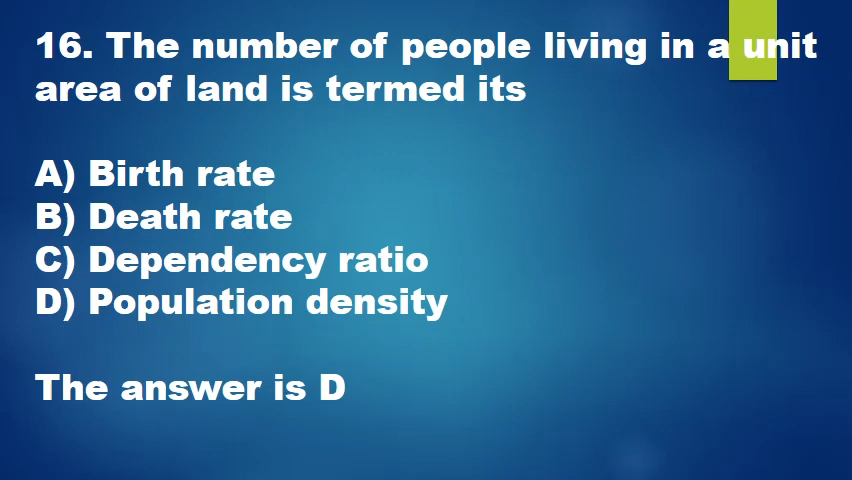 16. The number of people living in a unit
area of land is termed its
A) Birth rate
B) Death rate
C) Dependency ratio
D) Population density
The answer is D